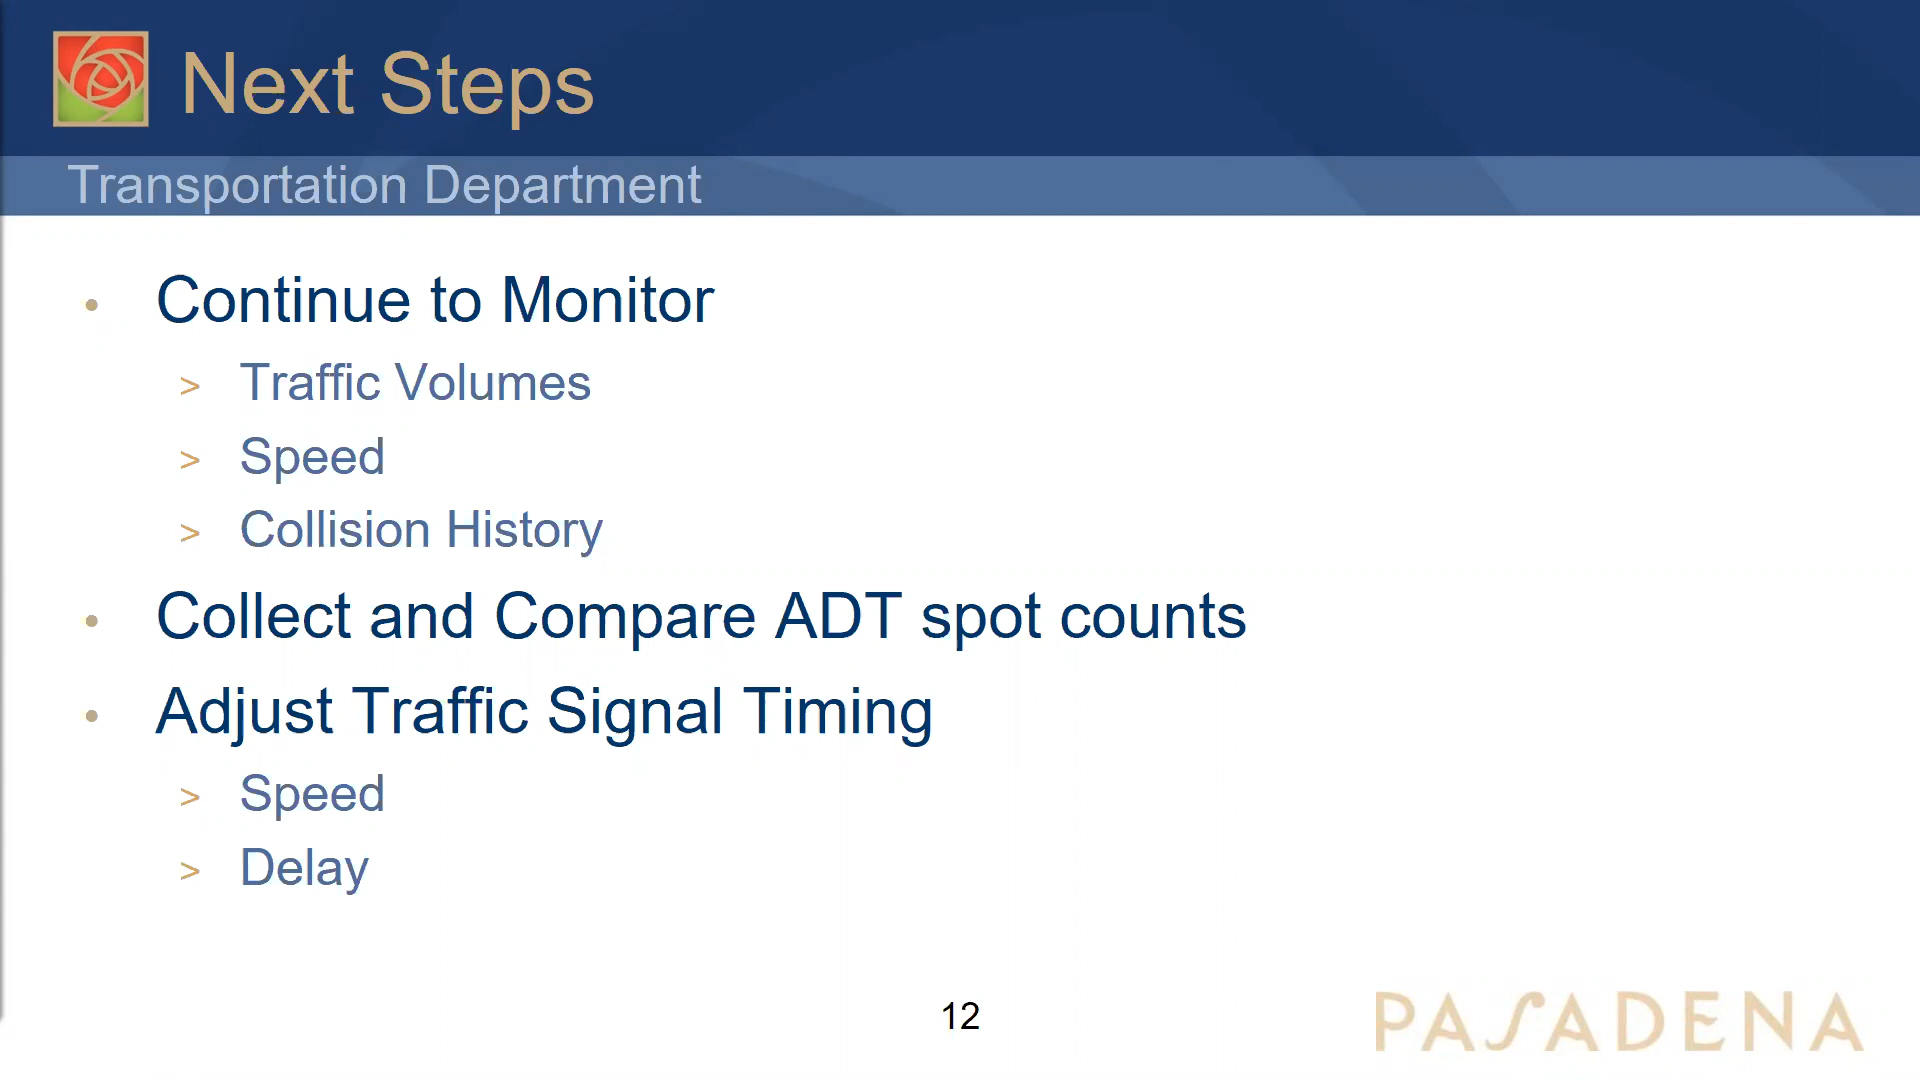 Next Steps
Transportation Department
• Continue to Monitor
> Traffic Volumes
> Speed
> Collision History
• Collect and Compare ADT spot counts
• Adjust Traffic Signal Timing
> Speed
> Delay
12
PASADENA